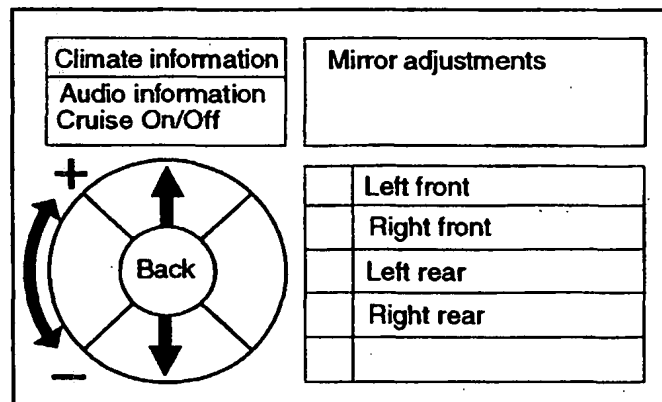 Climate information
Audio information
Cruise On/Off
Mirror adjustments
+
Back
−
Left front
Right front
Left rear
Right rear